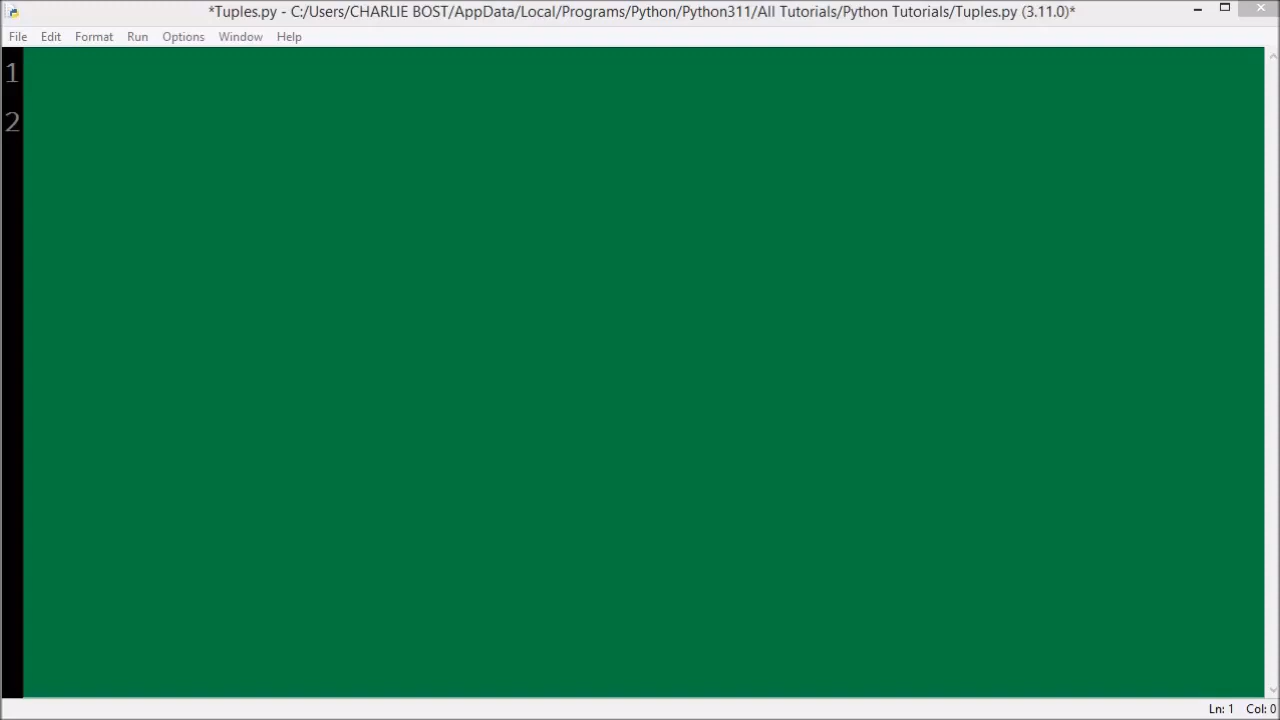 *Tuples.py - C:/Users/CHARLIE BOST/AppData/Local/Programs/Python/Python311/All Tutorials/Python Tutorials/Tuples.py (3.11.0)*
File Edit Format Run Options Window Help
1
2
Ln: 1 Col: 0